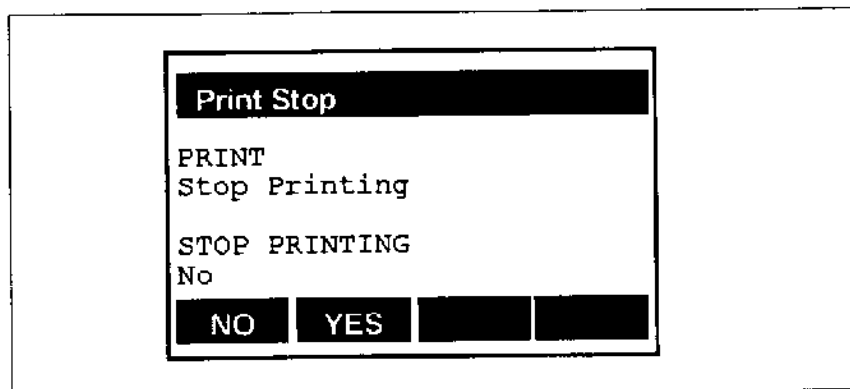 Print Stop
PRINT
Stop Printing
STOP PRINTING
No
NO YES